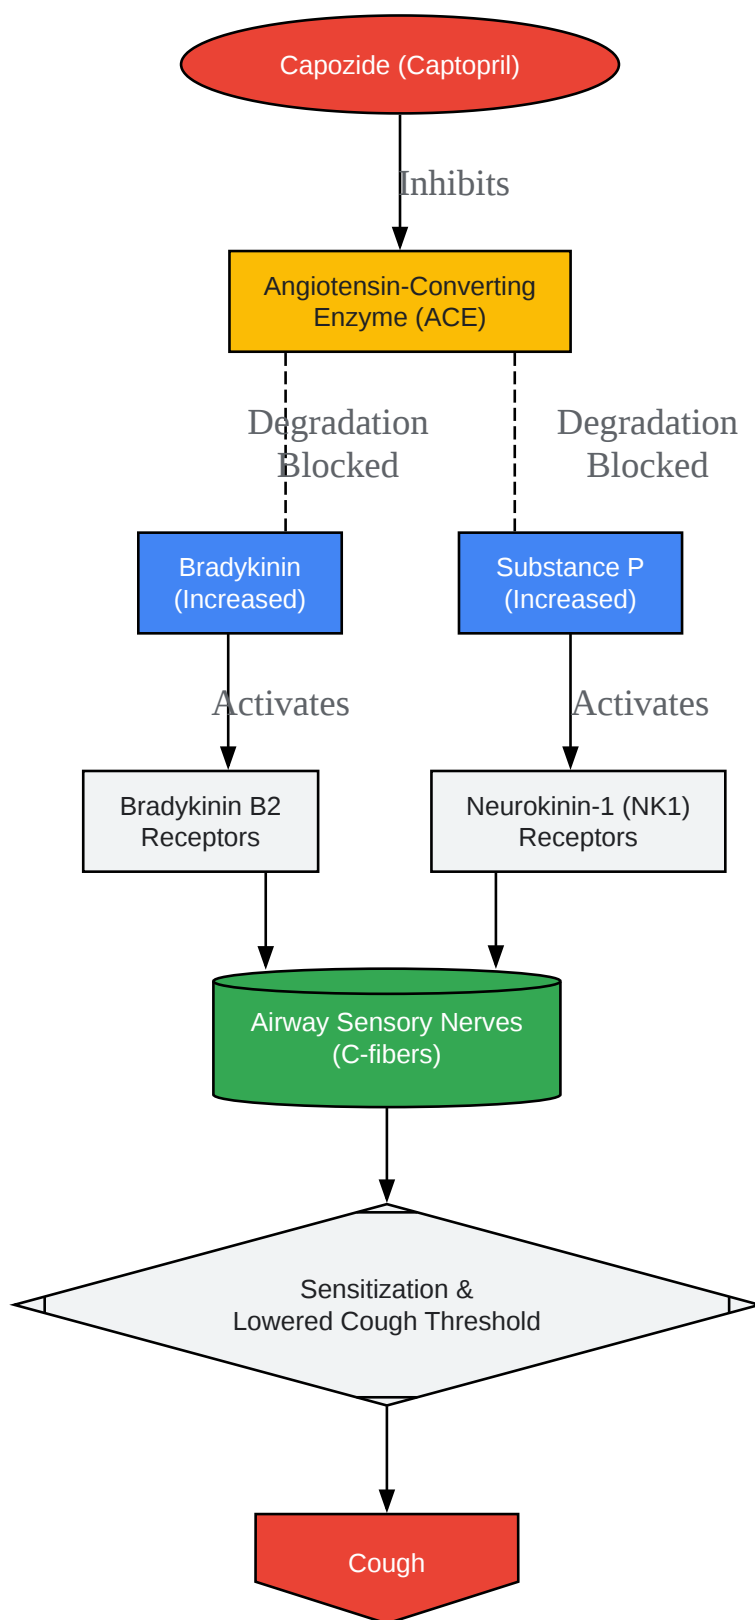 Capozide (Captopril)
Inhibits
Angiotensin-Converting
Enzyme (ACE)
Degradation
Blocked
Degradation
Blocked
Bradykinin
(Increased)
Substance P
(Increased)
Activates
Activates
Bradykinin B2
Receptors
Neurokinin-1 (NK1)
Receptors
Airway Sensory Nerves
(C-fibers)
Sensitization &
Lowered Cough Threshold
Cough